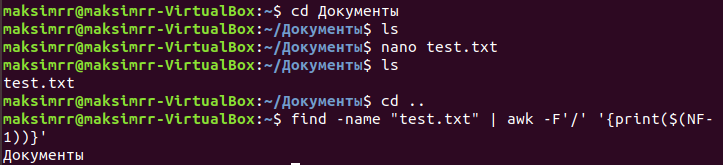 maksimrr@maksimrr-VirtualBox:~$ cd Документы
maksimrr@maksimrr-VirtualBox:~/Документы$ ls
maksimrr@maksimrr-VirtualBox:~/Документы$ nano test.txt
maksimrr@maksimrr-VirtualBox:~/Документы$ ls
test.txt
maksimrr@maksimrr-VirtualBox:~/Документы$ cd ..
maksimrr@maksimrr-VirtualBox:~$ find -name "test.txt" | awk -F'/' '{print($(NF-
1))}'
Документы